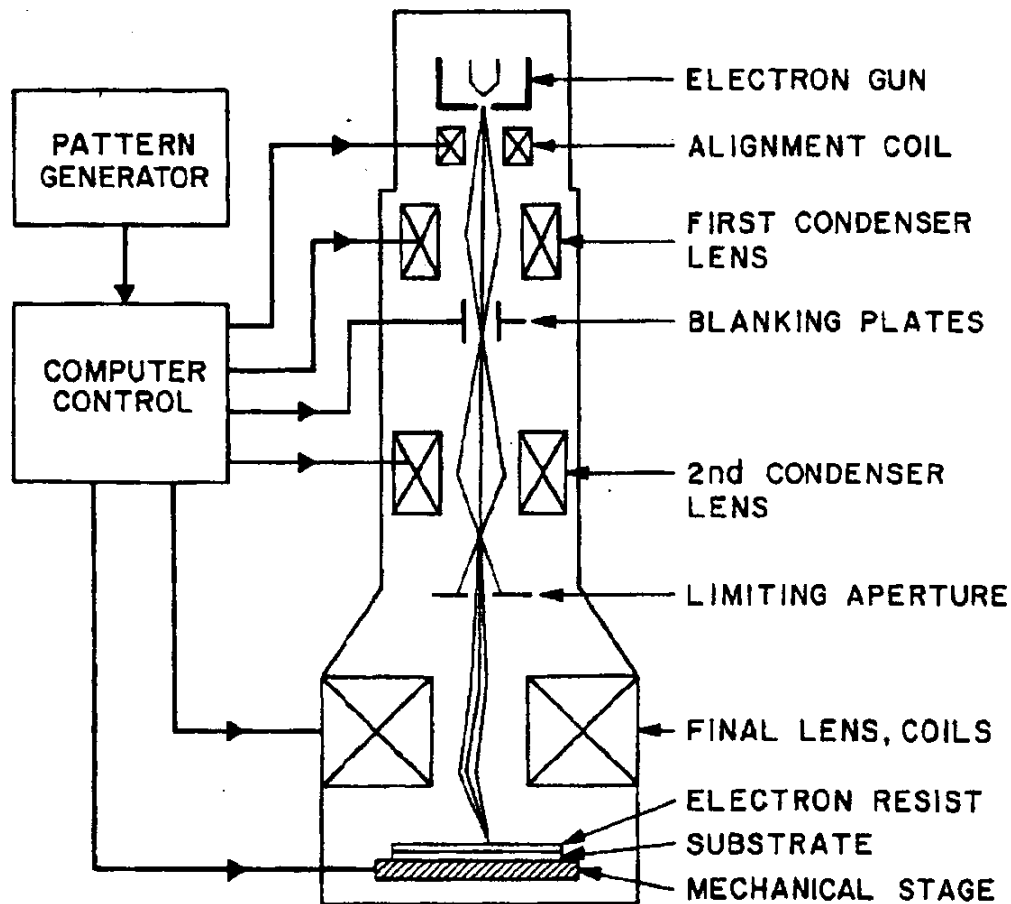 PATTERN
GENERATOR
COMPUTER
CONTROL
ELECTRON GUN
ALIGNMENT COIL
FIRST CONDENSER
LENS
BLANKING PLATES
2nd CONDENSER
LENS
LIMITING APERTURE
FINAL LENS, COILS
ELECTRON RESIST
SUBSTRATE
MECHANICAL STAGE